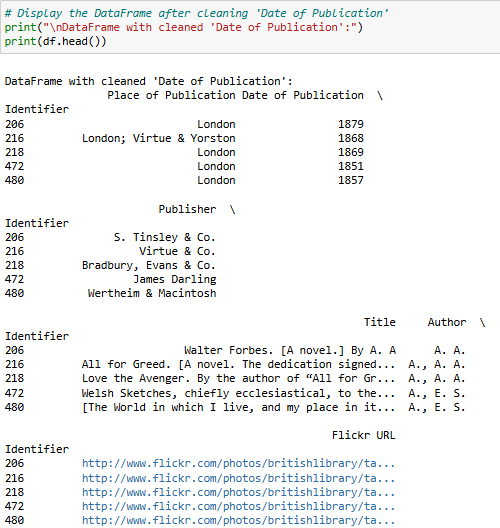 # Display the DataFrame after cleaning 'Date of Publication'
print("\nDataFrame with cleaned 'Date of Publication':")
print(df.head())
DataFrame with cleaned 'Date of Publication':
Place of Publication Date of Publication \
Identifier
206 London 1879
216 London; Virtue & Yorston 1868
218 London 1869
472 London 1851
480 London 1857
Publisher \
Identifier
206 S. Tinsley & Co.
216 Virtue & Co.
218 Bradbury, Evans & Co.
472 James Darling
480 Wertheim & Macintosh
Title Author \
Identifier
206 Walter Forbes. [A novel.] By A. A A. A.
216 All for Greed. [A novel. The dedication signed... A., A. A.
218 Love the Avenger. By the author of “All for Gr... A., A. A.
472 Welsh Sketches, chiefly ecclesiastical, to the... A., E. S.
480 [The World in which I live, and my place in it... A., E. S.
Flickr URL
Identifier
206 http://www.flickr.com/photos/britishlibrary/ta...
216 http://www.flickr.com/photos/britishlibrary/ta...
218 http://www.flickr.com/photos/britishlibrary/ta...
472 http://www.flickr.com/photos/britishlibrary/ta...
480 http://www.flickr.com/photos/britishlibrary/ta...